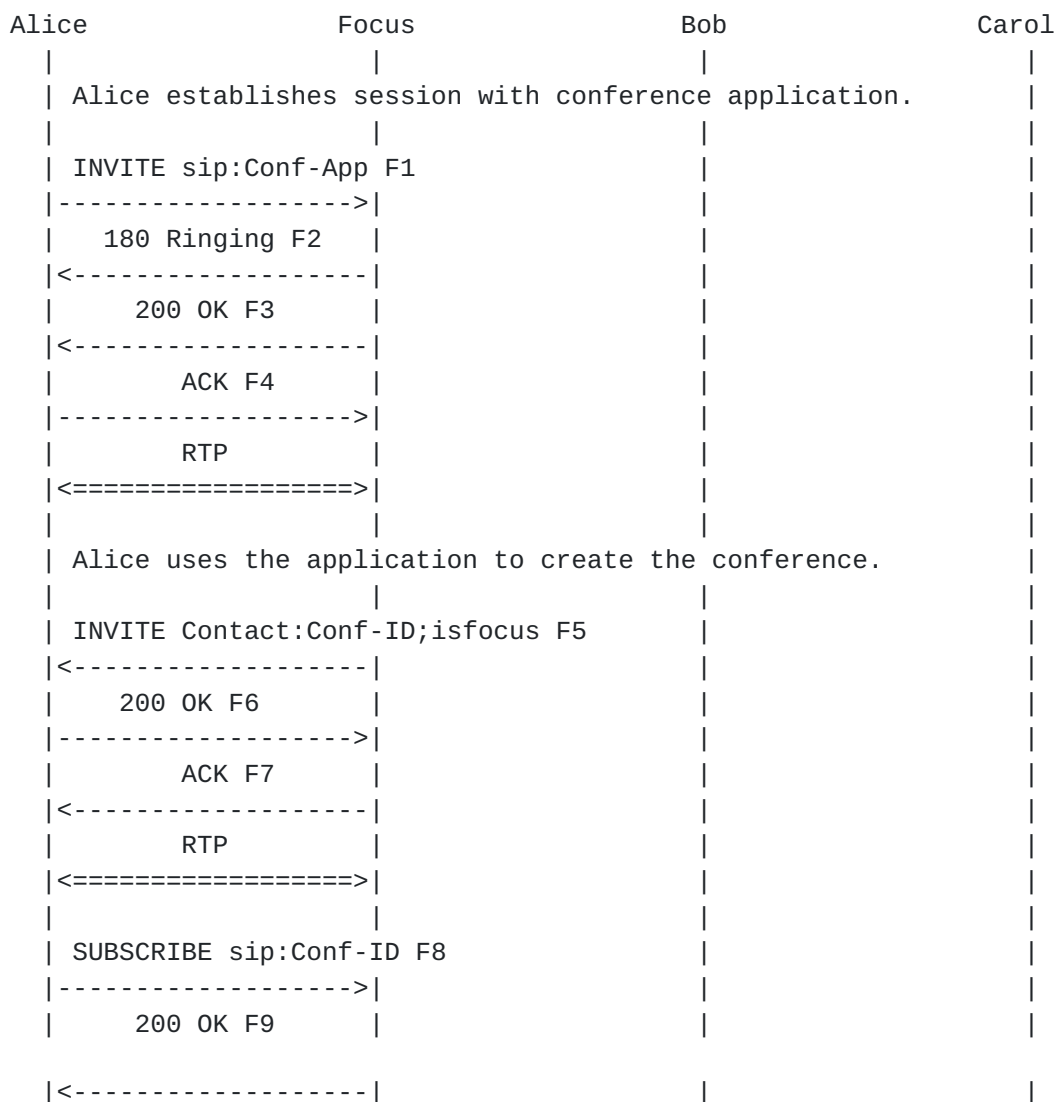 Alice                Focus                 Bob                Carol
  |                    |                    |                    |
  | Alice establishes session with conference application.       |
  |                    |                    |                    |
  | INVITE sip:Conf-App F1                  |                    |
  |------------------->|                    |                    |
  |   180 Ringing F2   |                    |                    |
  |<-------------------|                    |                    |
  |     200 OK F3      |                    |                    |
  |<-------------------|                    |                    |
  |        ACK F4      |                    |                    |
  |------------------->|                    |                    |
  |        RTP         |                    |                    |
  |<==================>|                    |                    |
  |                    |                    |                    |
  | Alice uses the application to create the conference.         |
  |                    |                    |                    |
  | INVITE Contact:Conf-ID;isfocus F5       |                    |
  |<-------------------|                    |                    |
  |    200 OK F6       |                    |                    |
  |------------------->|                    |                    |
  |        ACK F7      |                    |                    |
  |<-------------------|                    |                    |
  |        RTP         |                    |                    |
  |<==================>|                    |                    |
  |                    |                    |                    |
  | SUBSCRIBE sip:Conf-ID F8                |                    |
  |------------------->|                    |                    |
  |     200 OK F9      |                    |                    |
  |<-------------------|                    |                    |